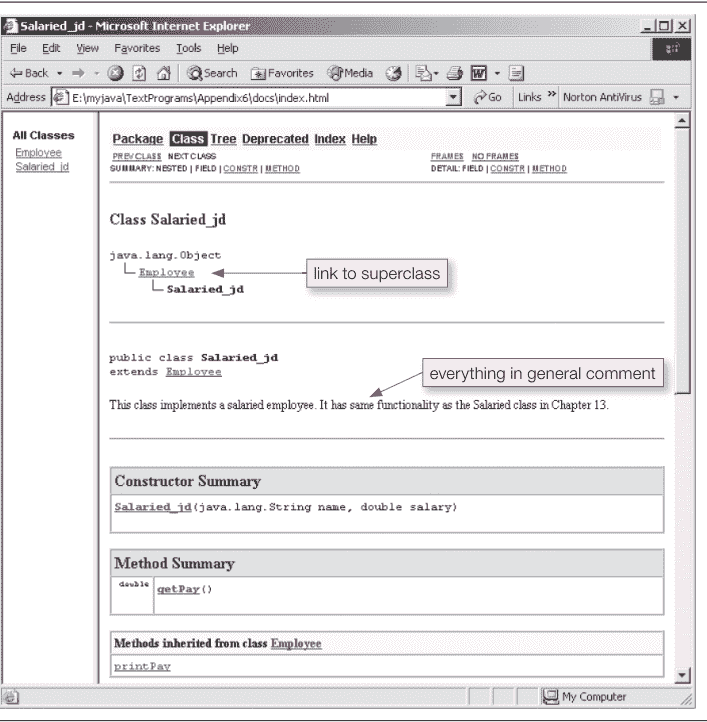 Salaried_jd - Microsoft Internet Explorer
File Edit View Favorites Tools Help
Back Search Favorites Media
Address E:\myjava\TextPrograms\Appendix6\docs\index.html Go Links » Norton AntiVirus
All Classes
Employee
Salaried_jd
Package Class Tree Deprecated Index Help
PREV CLASS NEXT CLASS FRAMES NO FRAMES
SUMMARY: NESTED | FIELD | CONSTR | METHOD DETAIL: FIELD | CONSTR | METHOD
Class Salaried_jd
java.lang.Object
Employee
link to superclass
Salaried_jd
public class Salaried_jd
extends Employee
everything in general comment
This class implements a salaried employee. It has same functionality as the Salaried class in Chapter 13.
Constructor Summary
Salaried_jd(java.lang.String name, double salary)
Method Summary
double getPay()
Methods inherited from class Employee
printPay
My Computer